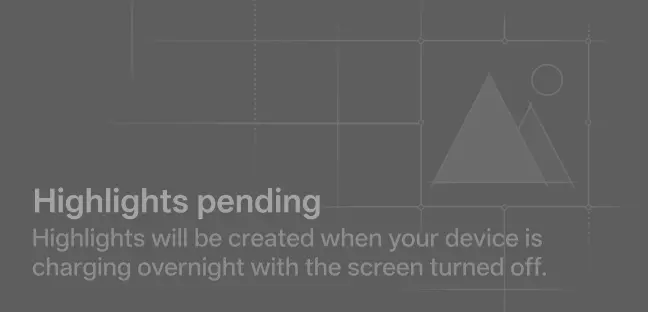 Highlights pending
Highlights will be created when your device is
charging overnight with the screen turned off.